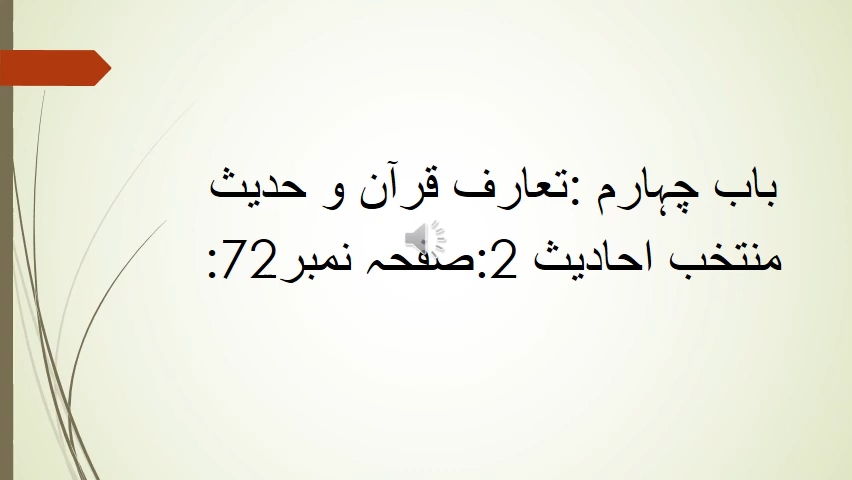 باب چہارم :تعارف قرآن و حدیث
منتخب احادیث 2:صفحہ نمبر72: